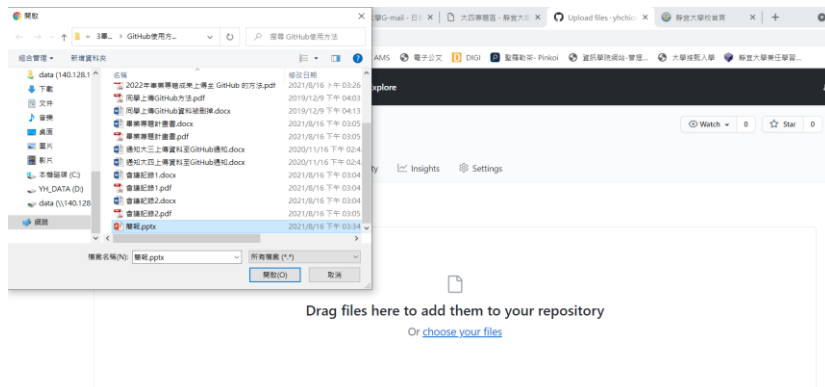 開啟
學G-mail - 日
大四專題區 - 靜宜大
Upload files · yhchio
靜宜大學校首頁
3畢... > GitHub使用方...
搜尋 GitHub使用方法
組合管理
新增資料夾
AMS
電子公文
DIGI
聖羅勒茶- Pinkoi
資訊學院網站-管理...
大學推甄入學
靜宜大學兼任學習...
data (140.128.1
下載
文件
音樂
桌面
圖片
影片
本機磁碟 (C:)
YH_DATA (D:)
data (\\140.128
網路
名稱
修改日期
2022年畢業專題成果上傳至 GitHub 的方法.pdf 2021/8/16 下午 03:26
同學上傳GitHub方法.pdf 2019/12/9 下午 04:03
同學上傳GitHub資料被刪掉.docx 2019/12/9 下午 04:13
畢業專題計畫書.docx 2021/8/16 下午 03:05
畢業專題計畫書.pdf 2021/8/16 下午 03:05
通知大三上傳資料至GitHub通知.docx 2020/11/16 下午 02:4
通知大四上傳資料至GitHub通知.docx 2020/11/16 下午 02:4
會議記錄1.docx 2021/8/16 下午 03:04
會議記錄1.pdf 2021/8/16 下午 03:04
會議記錄2.docx 2021/8/16 下午 03:04
會議記錄2.pdf 2021/8/16 下午 03:05
簡報.pptx 2021/8/16 下午 03:34
檔案名稱(N): 簡報.pptx
所有檔案 (*.*)
開啟(O)
取消
xplore
Watch 0
Star 0
ty
Insights
Settings
Drag files here to add them to your repository
Or choose your files